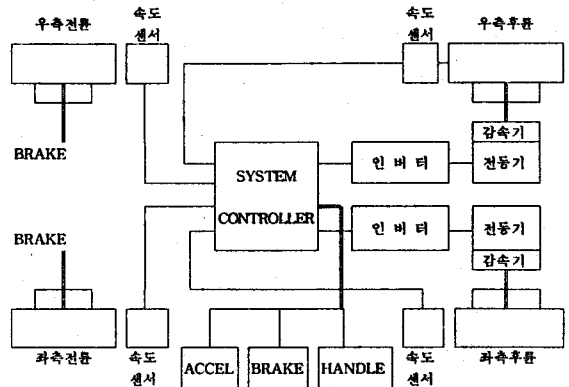 우측전륜
속도
센서
속도
센서
우측후륜
BRAKE
감속기
전동기
인 버 터
SYSTEM
CONTROLLER
인 버 터
전동기
감속기
BRAKE
좌측전륜
속도
센서
ACCEL
BRAKE
HANDLE
속도
센서
좌측후륜